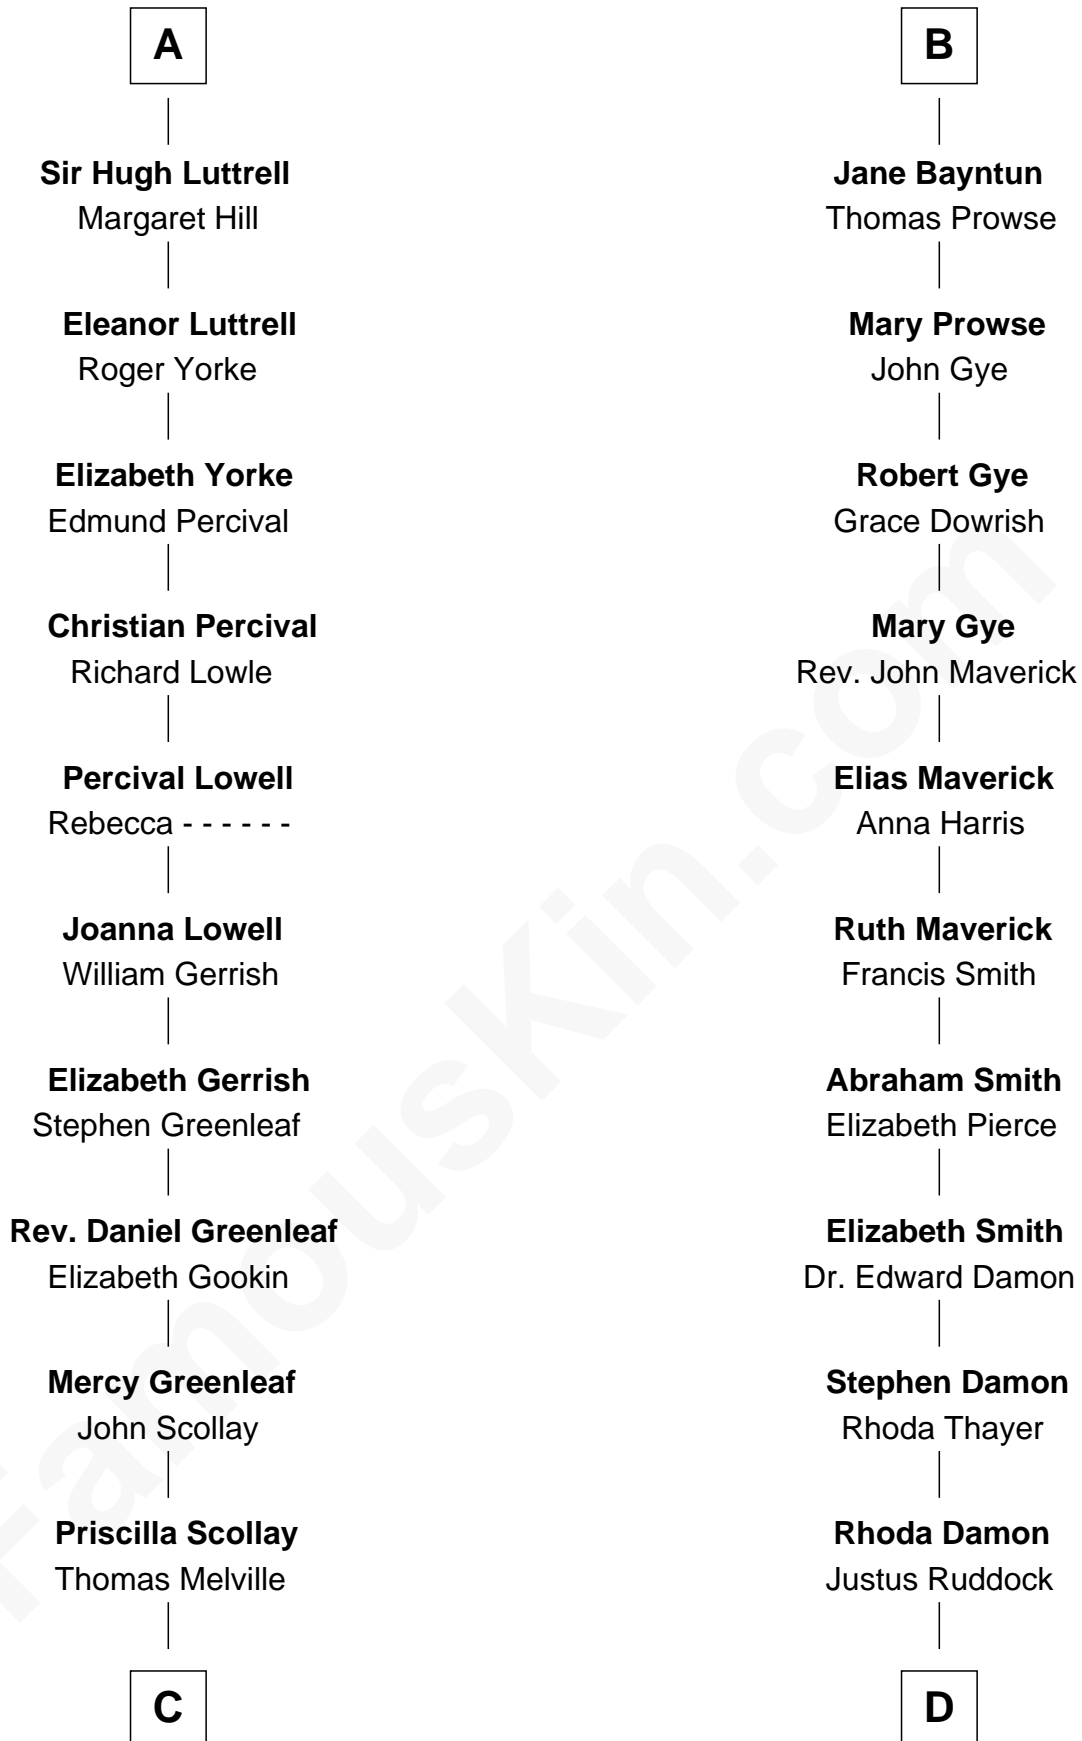 A
Sir Hugh Luttrell
Margaret Hill
Eleanor Luttrell
Roger Yorke
Elizabeth Yorke
Edmund Percival
Christian Percival
Richard Lowle
Percival Lowell
Rebecca - - - - - -
Joanna Lowell
William Gerrish
Elizabeth Gerrish
Stephen Greenleaf
Rev. Daniel Greenleaf
Elizabeth Gookin
Mercy Greenleaf
John Scollay
Priscilla Scollay
Thomas Melville
C
B
Jane Bayntun
Thomas Prowse
Mary Prowse
John Gye
Robert Gye
Grace Dowrish
Mary Gye
Rev. John Maverick
Elias Maverick
Anna Harris
Ruth Maverick
Francis Smith
Abraham Smith
Elizabeth Pierce
Elizabeth Smith
Dr. Edward Damon
Stephen Damon
Rhoda Thayer
Rhoda Damon
Justus Ruddock
D
FamousKin.com